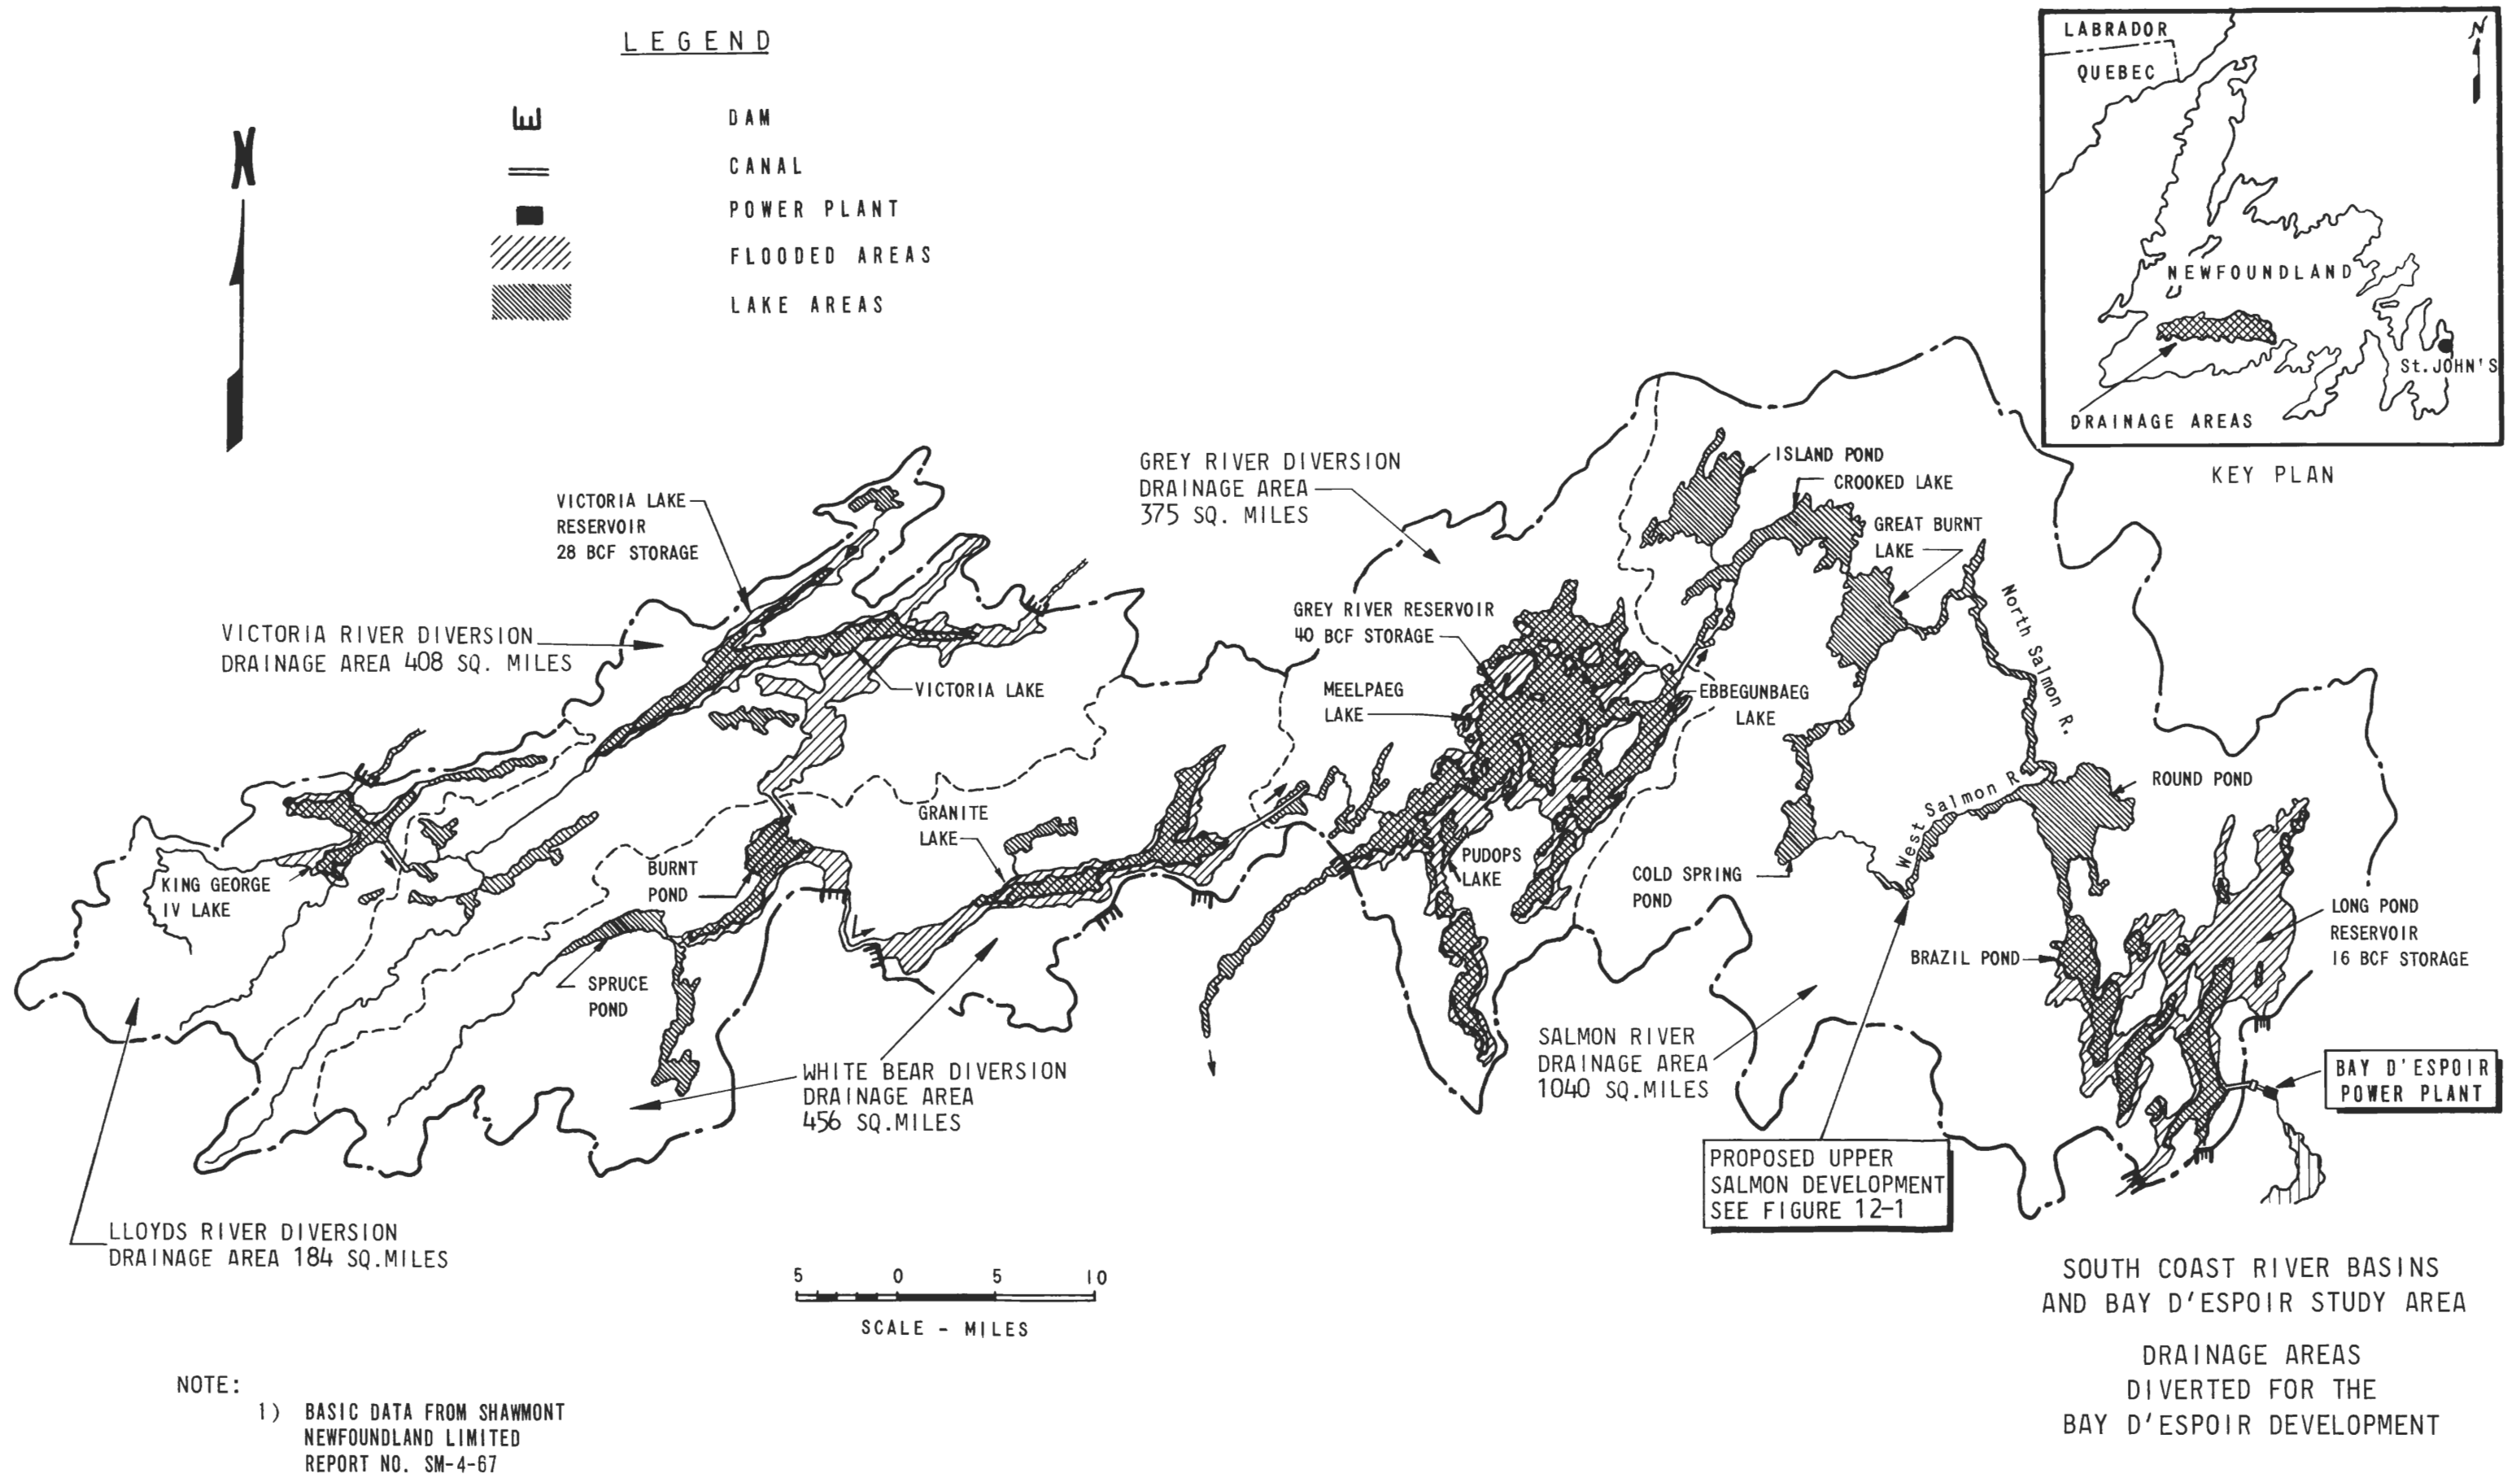 LEGEND
DAM
CANAL
POWER PLANT
FLOODED AREAS
LAKE AREAS
N
LABRADOR
QUEBEC
N
NEWFOUNDLAND
St. JOHN'S
DRAINAGE AREAS
KEY PLAN
VICTORIA LAKE
RESERVOIR
28 BCF STORAGE
VICTORIA RIVER DIVERSION
DRAINAGE AREA 408 SQ. MILES
VICTORIA LAKE
GREY RIVER DIVERSION
DRAINAGE AREA
375 SQ. MILES
ISLAND POND
CROOKED LAKE
GREAT BURNT
LAKE
GREY RIVER RESERVOIR
40 BCF STORAGE
MEELPAEG
LAKE
EBBEGUNBAEG
LAKE
North Salmon R.
ROUND POND
West Salmon R.
GRANITE
LAKE
BURNT
POND
KING GEORGE
IV LAKE
PUDOPS
LAKE
COLD SPRING
POND
LONG POND
RESERVOIR
16 BCF STORAGE
BRAZIL POND
SPRUCE
POND
SALMON RIVER
DRAINAGE AREA
1040 SQ.MILES
WHITE BEAR DIVERSION
DRAINAGE AREA
456 SQ.MILES
BAY D'ESPOIR
POWER PLANT
PROPOSED UPPER
SALMON DEVELOPMENT
SEE FIGURE 12-1
LLOYDS RIVER DIVERSION
DRAINAGE AREA 184 SQ.MILES
5 0 5 10
SCALE - MILES
SOUTH COAST RIVER BASINS
AND BAY D'ESPOIR STUDY AREA
DRAINAGE AREAS
DIVERTED FOR THE
BAY D'ESPOIR DEVELOPMENT
NOTE:
1) BASIC DATA FROM SHAWMONT
NEWFOUNDLAND LIMITED
REPORT NO. SM-4-67